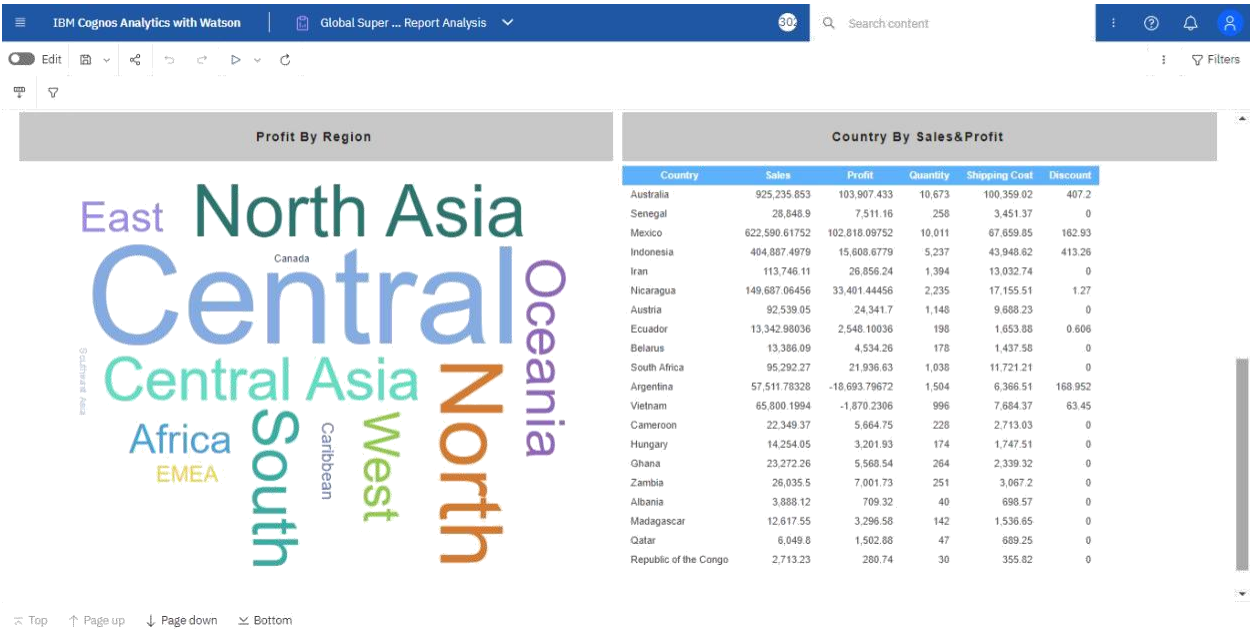 IBM Cognos Analytics with Watson
Global Super ... Report Analysis
302
Search content
Edit
Filters
Profit By Region
Country By Sales&Profit
East
North Asia
Canada
Central
Oceania
Southeast Asia
Central Asia
North
Africa
South
Caribbean
West
EMEA
Country Sales Profit Quantity Shipping Cost Discount
Australia 925,235.853 103,907.433 10,673 100,359.02 407.2
Senegal 28,848.9 7,511.16 258 3,451.37 0
Mexico 622,590.61752 102,818.09752 10,011 67,659.85 162.93
Indonesia 404,887.4979 15,608.6779 5,237 43,948.62 413.26
Iran 113,746.11 26,856.24 1,394 13,032.74 0
Nicaragua 149,687.06456 33,401.44456 2,235 17,155.51 1.27
Austria 92,539.05 24,341.7 1,148 9,688.23 0
Ecuador 13,342.98036 2,548.10036 198 1,653.88 0.606
Belarus 13,386.09 4,534.26 178 1,437.58 0
South Africa 95,292.27 21,936.63 1,038 11,721.21 0
Argentina 57,511.78328 -18,693.79672 1,504 6,366.51 168.952
Vietnam 65,800.1994 -1,870.2306 996 7,684.37 63.45
Cameroon 22,349.37 5,664.75 228 2,713.03 0
Hungary 14,254.05 3,201.93 174 1,747.51 0
Ghana 23,272.26 5,568.54 264 2,339.32 0
Zambia 26,035.5 7,001.73 251 3,067.2 0
Albania 3,888.12 709.32 40 698.57 0
Madagascar 12,617.55 3,296.58 142 1,536.65 0
Qatar 6,049.8 1,502.88 47 689.25 0
Republic of the Congo 2,713.23 280.74 30 355.82 0
Top Page up Page down Bottom